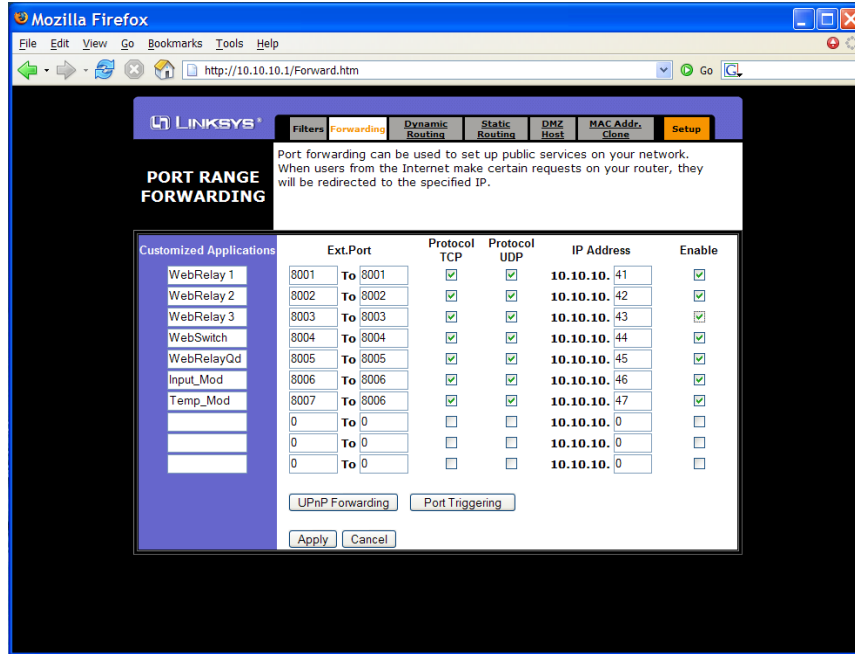 Mozilla Firefox
File Edit View Go Bookmarks Tools Help
http://10.10.10.1/Forward.htm Go G
LINKSYS®
Filters Forwarding Dynamic Routing Static Routing DMZ Host MAC Addr. Clone Setup
PORT RANGE FORWARDING
Port forwarding can be used to set up public services on your network.
When users from the Internet make certain requests on your router, they
will be redirected to the specified IP.
Customized Applications Ext.Port Protocol TCP Protocol UDP IP Address Enable
WebRelay 1 8001 To 8001 10.10.10. 41
WebRelay 2 8002 To 8002 10.10.10. 42
WebRelay 3 8003 To 8003 10.10.10. 43
WebSwitch 8004 To 8004 10.10.10. 44
WebRelayQd 8005 To 8005 10.10.10. 45
Input_Mod 8006 To 8006 10.10.10. 46
Temp_Mod 8007 To 8006 10.10.10. 47
0 To 0 10.10.10. 0
0 To 0 10.10.10. 0
0 To 0 10.10.10. 0
UPnP Forwarding Port Triggering
Apply Cancel